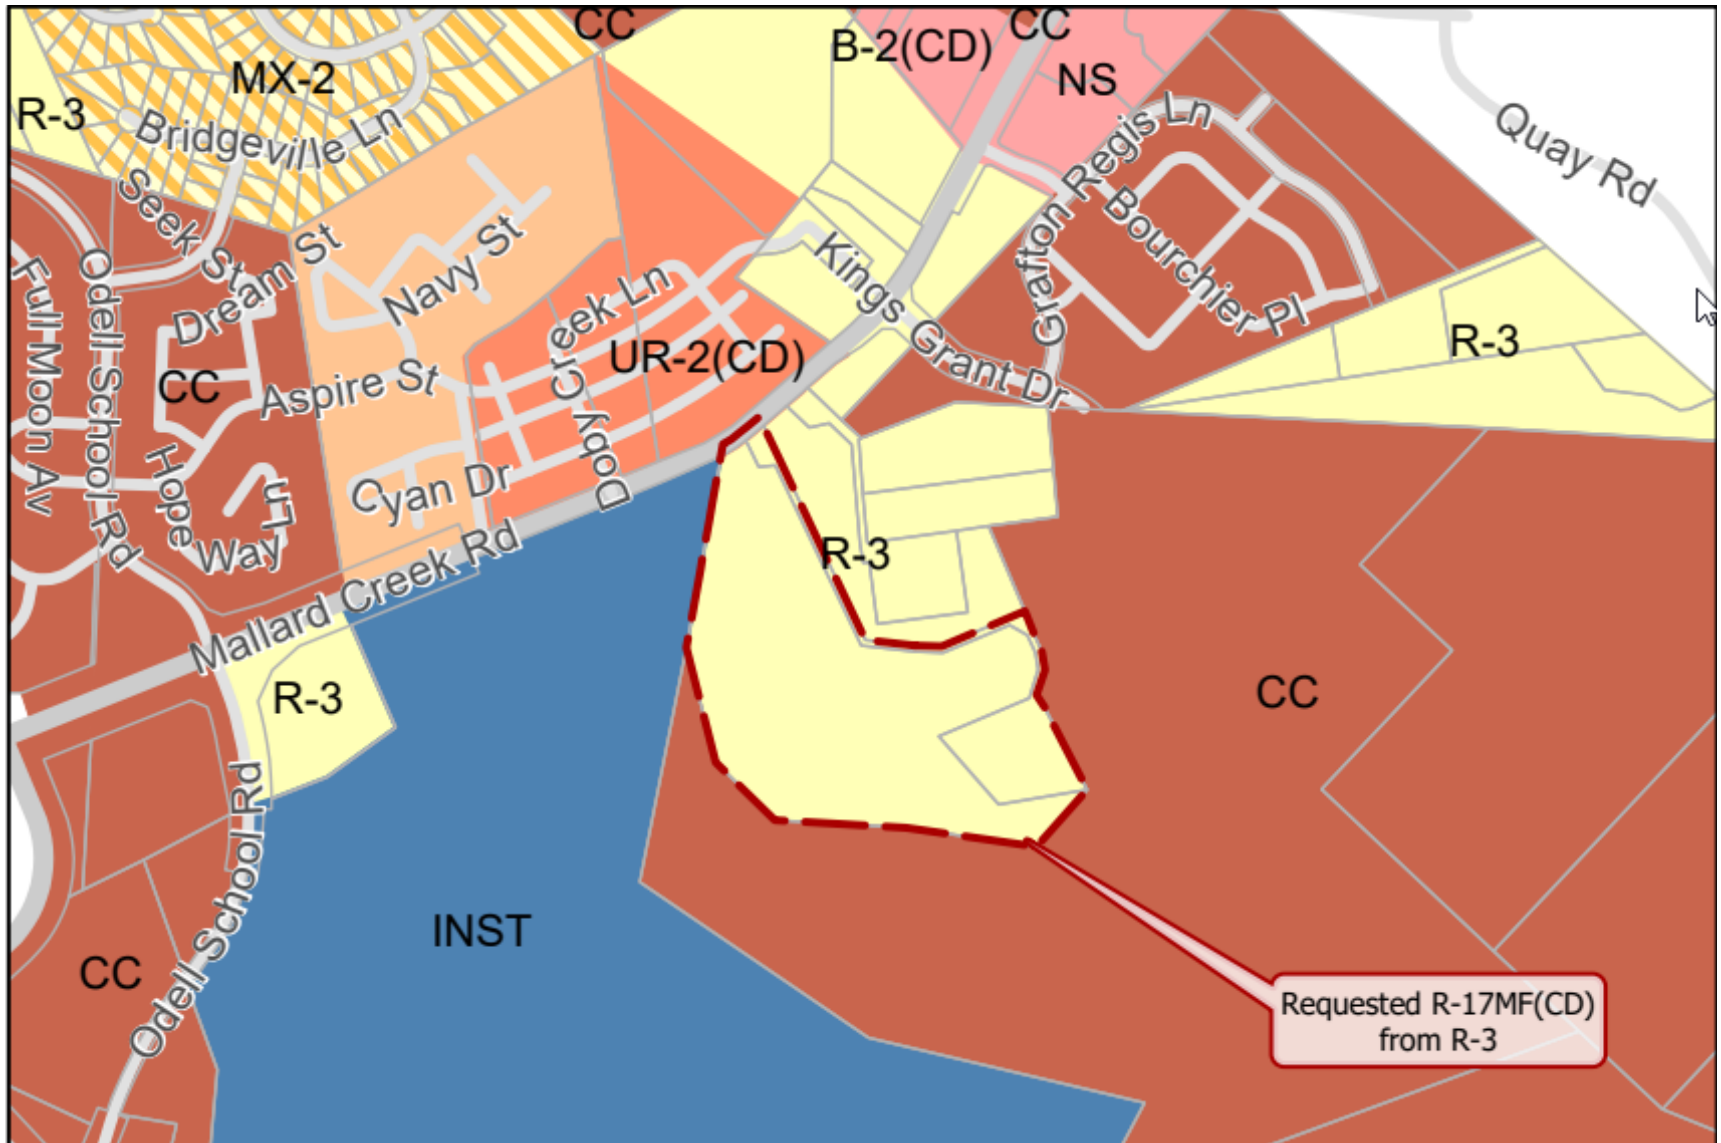 CC
B-2(CD)
CC
MX-2
NS
R-3
Bridgeville Ln
Grafton Regis Ln
Quay Rd
Seek St
Dream St
Navy St
Bourchier Pl
Odell School Rd
Full Moon Av
Kings Grant Dr
Creek Ln
UR-2(CD)
R-3
CC
Aspire St
Doby Creek
Hope
Way
Ln
Cyan Dr
Mallard Creek Rd
R-3
R-3
CC
Odell School Rd
INST
CC
Requested R-17MF(CD)
from R-3